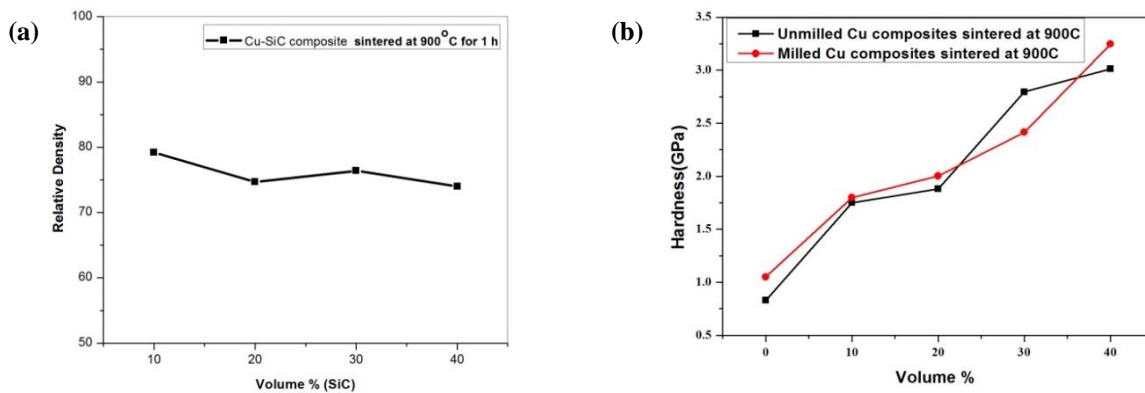 (a)
Cu-SiC composite sintered at 900°C for 1 h
100
90
80
70
60
50
Relative Density
10 20 30 40
Volume % (SiC)
(b)
Unmilled Cu composites sintered at 900C
Milled Cu composites sintered at 900C
3.5
3.0
2.5
2.0
1.5
1.0
0.5
Hardness(GPa)
0 10 20 30 40
Volume %